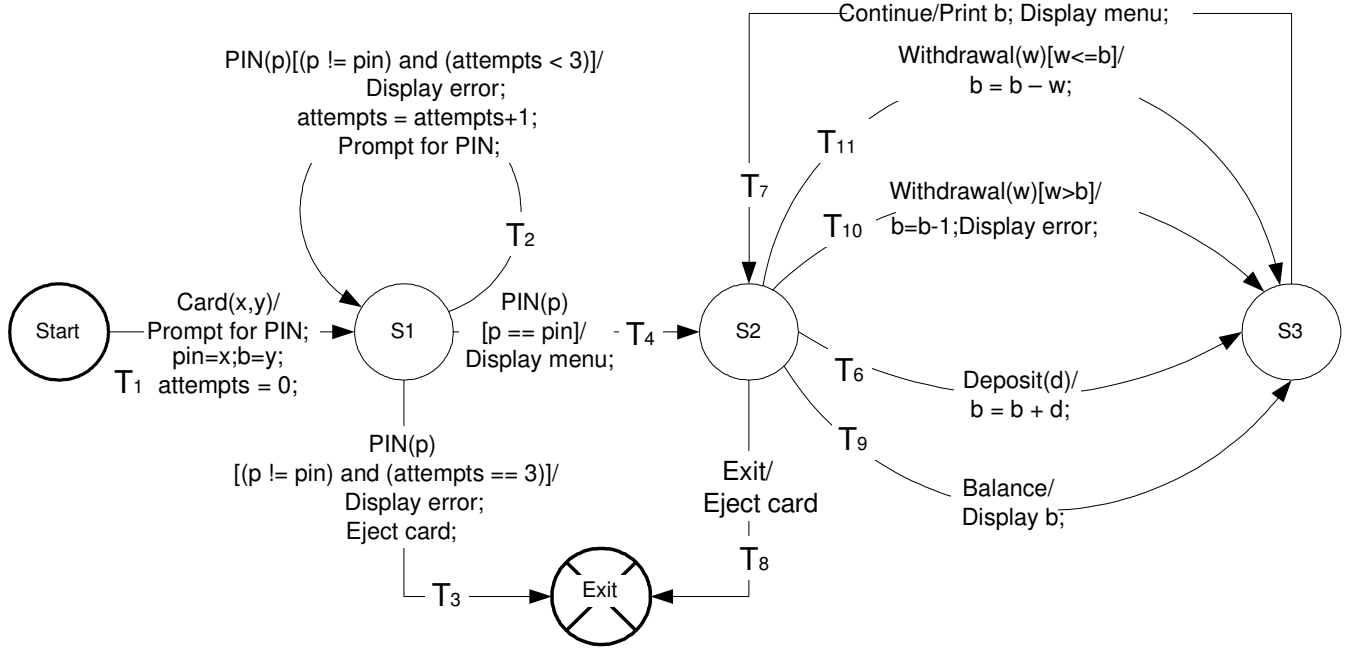 Continue/Print b; Display menu;
PIN(p)[(p != pin) and (attempts < 3)]/
Display error;
attempts = attempts+1;
Prompt for PIN;
Withdrawal(w)[w<=b]/
b = b – w;
T11
T7
Withdrawal(w)[w>b]/
b=b-1;Display error;
T10
T2
Start
Card(x,y)/
Prompt for PIN;
pin=x;b=y;
attempts = 0;
T1
S1
PIN(p)
[p == pin]/
Display menu;
T4
S2
S3
T6
Deposit(d)/
b = b + d;
T9
Balance/
Display b;
PIN(p)
[(p != pin) and (attempts == 3)]/
Display error;
Eject card;
Exit/
Eject card
T8
T3
Exit